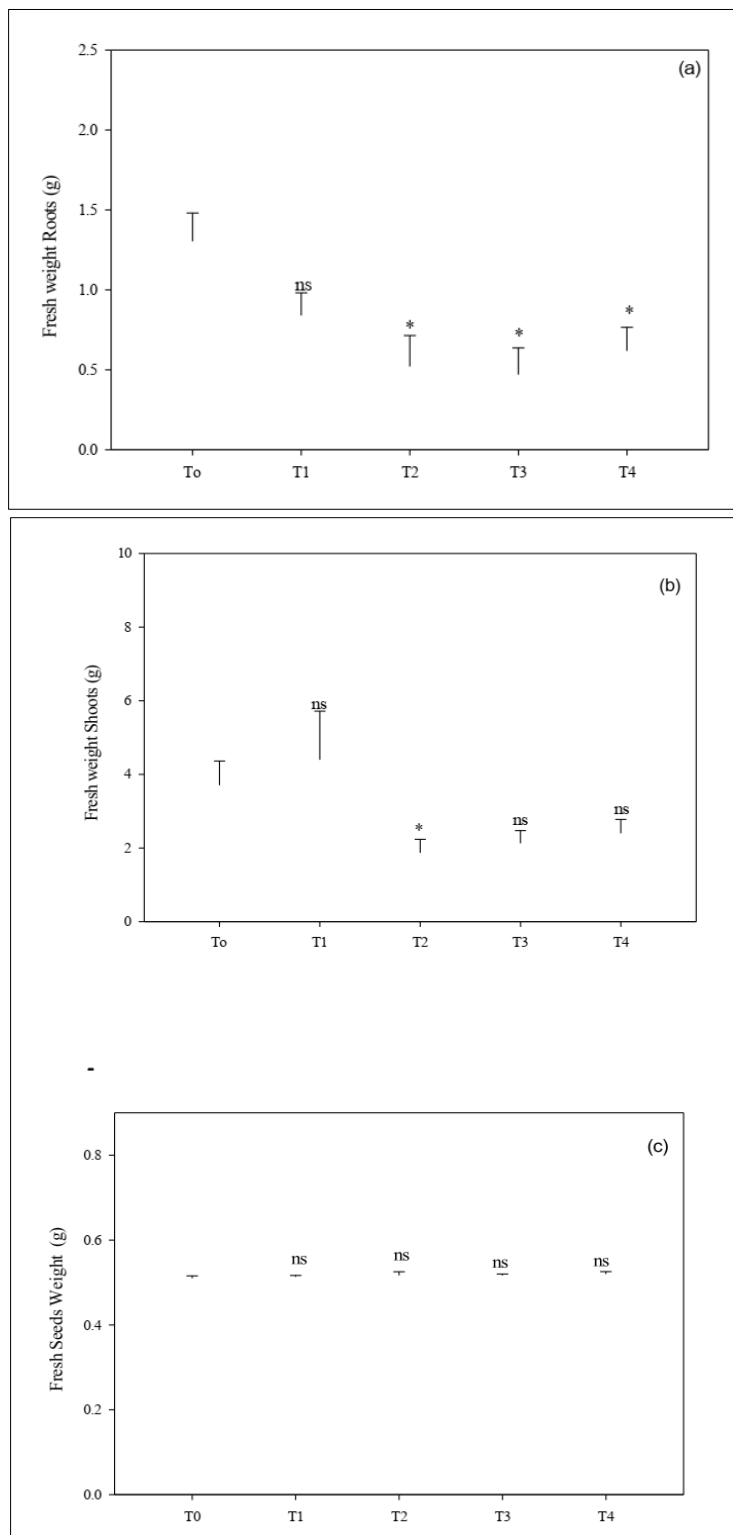 (a)
2.5
2.0
1.5
1.0
0.5
0.0
Fresh weight Roots (g)
ns
*
*
*
To T1 T2 T3 T4
(b)
10
8
6
4
2
0
Fresh weight Shoots (g)
ns
*
ns
ns
To T1 T2 T3 T4
-
(c)
0.8
0.6
0.4
0.2
0.0
Fresh Seeds Weight (g)
ns ns ns ns
T0 T1 T2 T3 T4